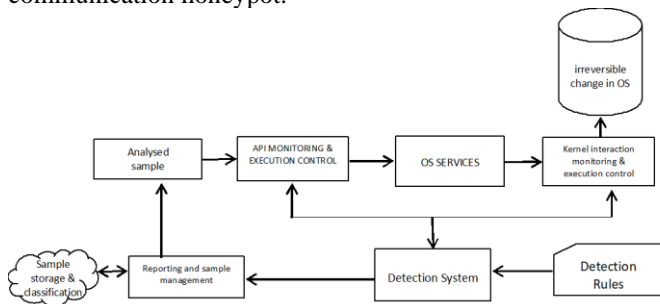 communication honeypot.
irreversible
change in OS
Analysed
sample
API MONITORING &
EXECUTION CONTROL
OS SERVICES
Kernel interaction
monitoring &
execution control
Sample
storage &
classification
Reporting and sample
management
Detection System
Detection
Rules